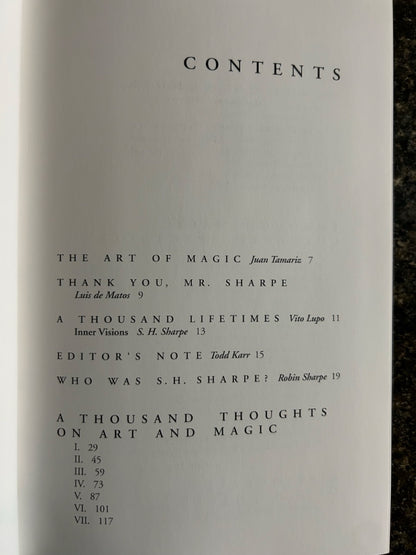 CONTENTS
THE ART OF MAGIC Juan Tamariz 7
THANK YOU, MR. SHARPE
Luis de Matos 9
A THOUSAND LIFETIMES Vito Lupo 11
Inner Visions S. H. Sharpe 13
EDITOR'S NOTE Todd Karr 15
WHO WAS S.H. SHARPE? Robin Sharpe 19
A THOUSAND THOUGHTS
ON ART AND MAGIC
I. 29
II. 45
III. 59
IV. 73
V. 87
VI. 101
VII. 117